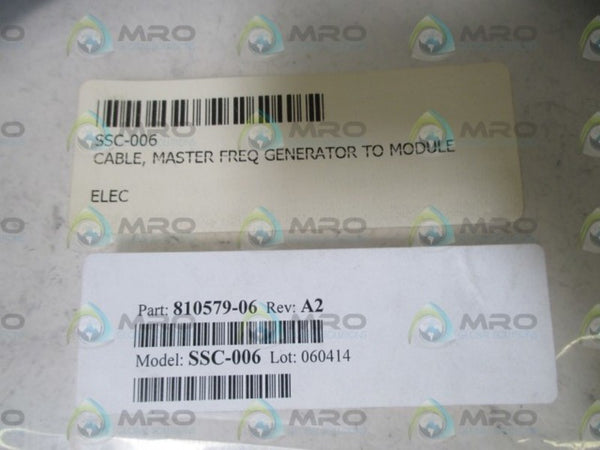 SSC-006
CABLE, MASTER FREQ GENERATOR TO MODULE
ELEC
Part: 810579-06 Rev: A2
Model: SSC-006 Lot: 060414
MRO